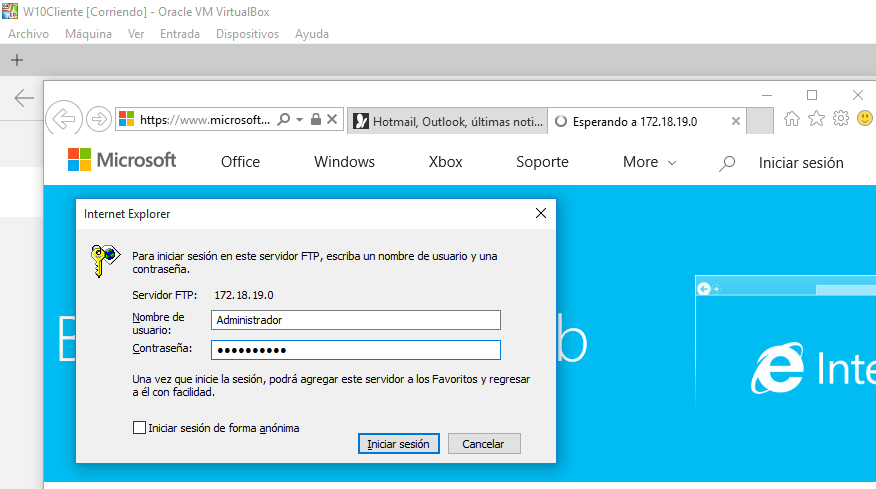 W10Cliente [Corriendo] - Oracle VM VirtualBox
Archivo Máquina Ver Entrada Dispositivos Ayuda
https://www.microsoft...
Hotmail, Outlook, últimas noti...
Esperando a 172.18.19.0
Microsoft Office Windows Xbox Soporte More Iniciar sesión
Internet Explorer
Para iniciar sesión en este servidor FTP, escriba un nombre de usuario y una
contraseña.
Servidor FTP: 172.18.19.0
Nombre de
usuario:
Administrador
Contraseña: ●●●●●●●●●●
Una vez que inicie la sesión, podrá agregar este servidor a los Favoritos y regresar
a él con facilidad.
Iniciar sesión de forma anónima
Iniciar sesión Cancelar
b
Inte